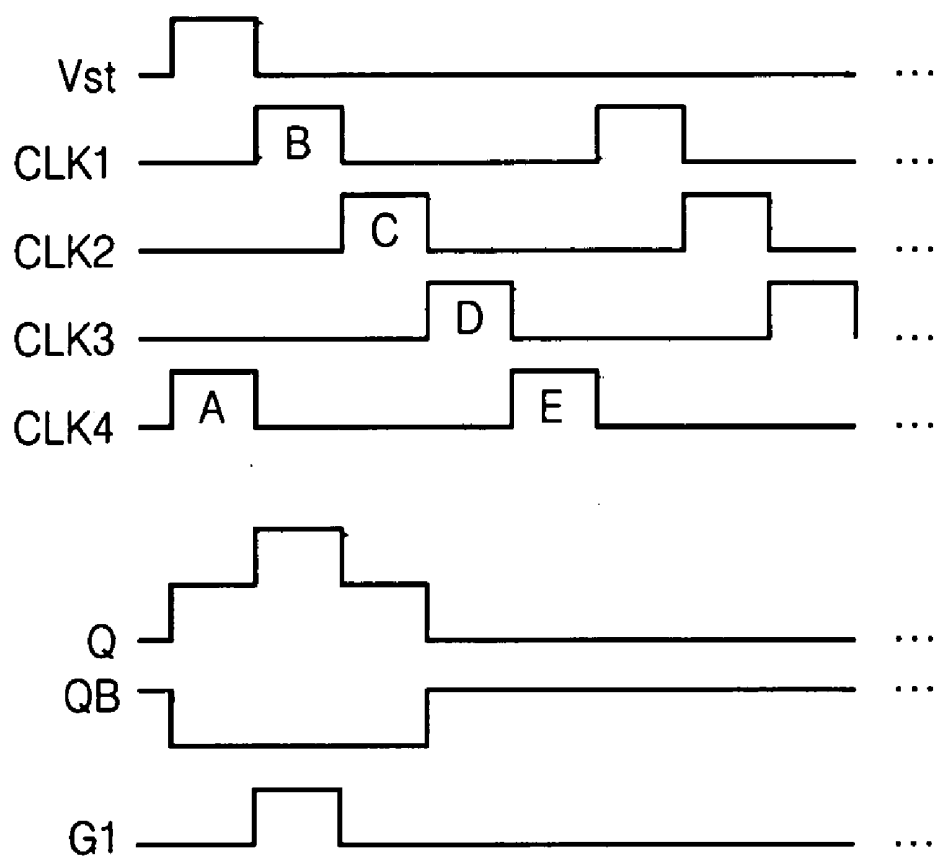 Vst ...
CLK1 B ...
CLK2 C ...
CLK3 D ...
CLK4 A E ...
Q ...
QB ...
G1 ...